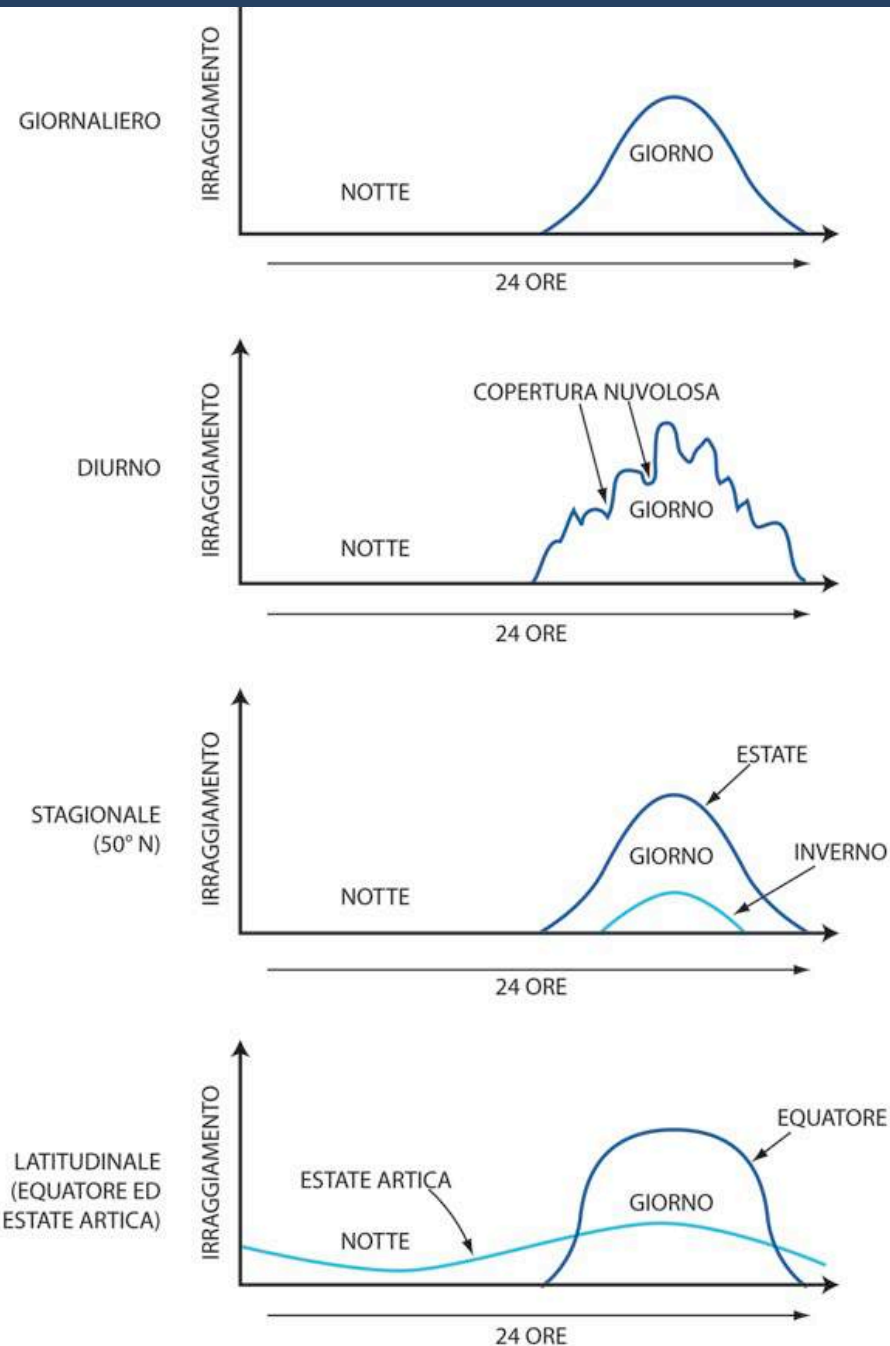 GIORNALIERO
IRRAGGIAMENTO
NOTTE
GIORNO
24 ORE
DIURNO
IRRAGGIAMENTO
COPERTURA NUVOLOSA
NOTTE
GIORNO
24 ORE
STAGIONALE
(50° N)
IRRAGGIAMENTO
NOTTE
GIORNO
ESTATE
INVERNO
24 ORE
LATITUDINALE
(EQUATORE ED
ESTATE ARTICA)
IRRAGGIAMENTO
ESTATE ARTICA
NOTTE
GIORNO
EQUATORE
24 ORE